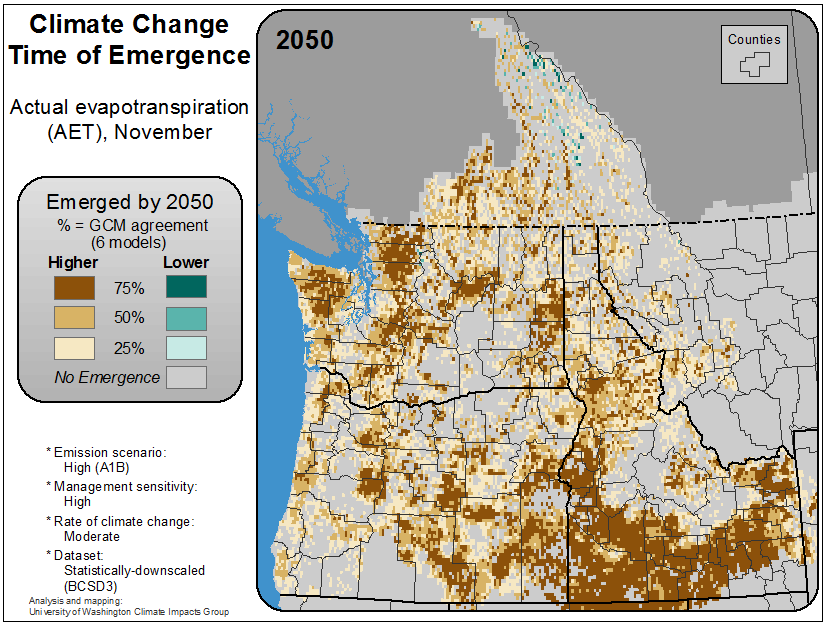 Climate Change
Time of Emergence
Actual evapotranspiration
(AET), November
Emerged by 2050
% = GCM agreement
(6 models)
Higher Lower
75%
50%
25%
No Emergence
* Emission scenario:
High (A1B)
* Management sensitivity:
High
* Rate of climate change:
Moderate
* Dataset:
Statistically-downscaled
(BCSD3)
Analysis and mapping:
University of Washington Climate Impacts Group
2050
Counties